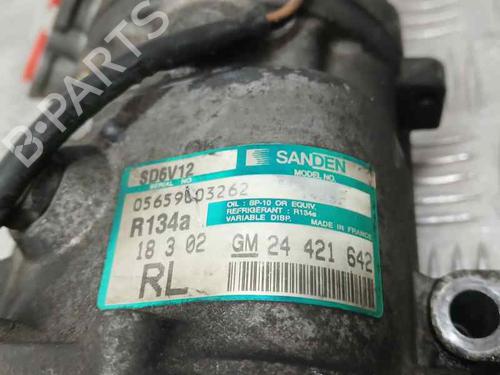 SD6V12
SERIAL NO
SANDEN
MODEL NO
05659003262
OIL : SP-10 OR EQUIV.
REFRIGERANT : R134a
VARIABLE DISP. MADE IN FRANCE
R134a
18 3 02
GM 24 421 642
RL
B-Parts